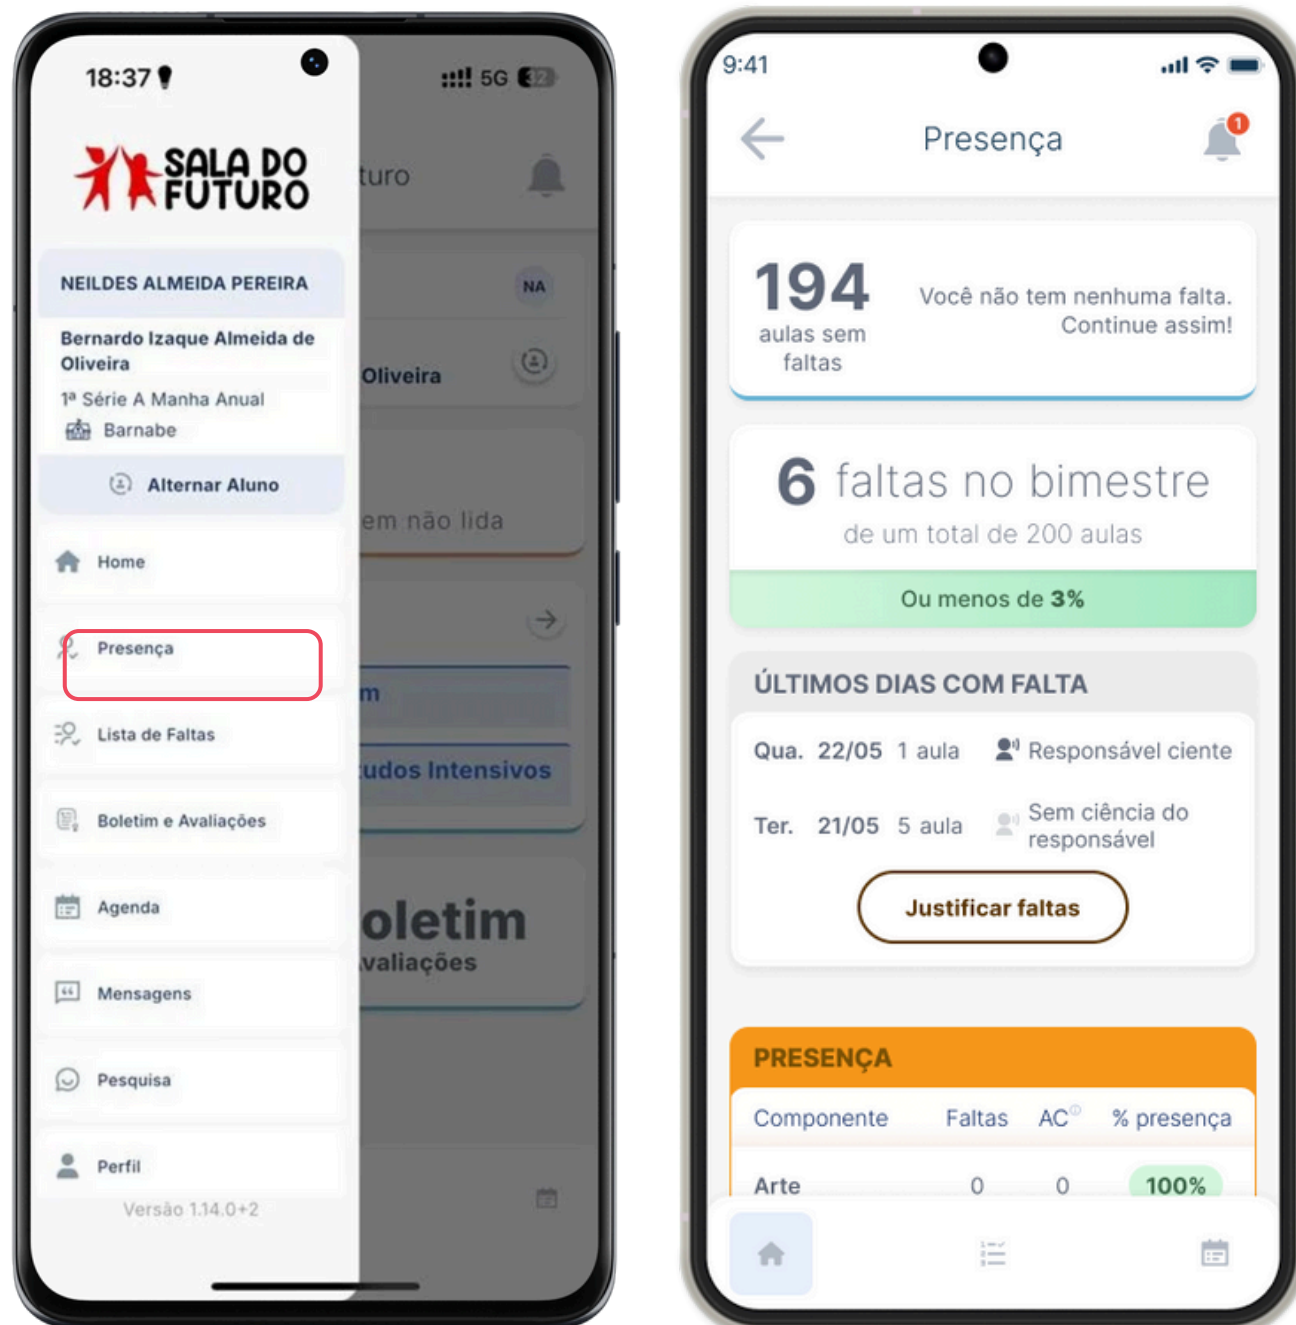 18:37
5G 32
SALA DO
FUTURO
turo
NEILDES ALMEIDA PEREIRA
NA
Bernardo Izaque Almeida de
Oliveira
Oliveira
1ª Série A Manha Anual
Barnabe
Alternar Aluno
em não lida
Home
Presença
m
Lista de Faltas
tudos Intensivos
Boletim e Avaliações
Agenda
oletim
valiações
Mensagens
Pesquisa
Perfil
Versão 1.14.0+2
9:41
Presença
1
194
aulas sem
faltas
Você não tem nenhuma falta.
Continue assim!
6 faltas no bimestre
de um total de 200 aulas
Ou menos de 3%
ÚLTIMOS DIAS COM FALTA
Qua. 22/05 1 aula Responsável ciente
Ter. 21/05 5 aula Sem ciência do
responsável
Justificar faltas
PRESENÇA
Componente Faltas AC % presença
Arte 0 0 100%